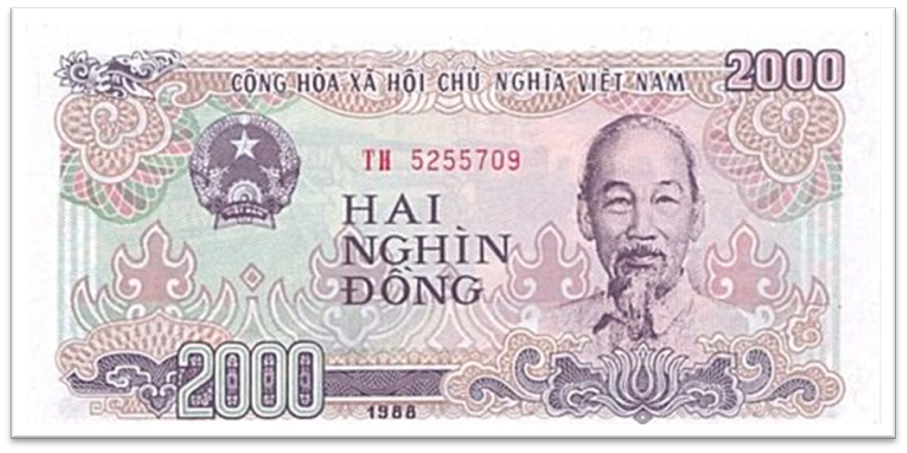 CỘNG HÒA XÃ HỘI CHỦ NGHĨA VIỆT NAM
2000
TH 5255709
HAI
NGHÌN
ĐỒNG
2000
1988